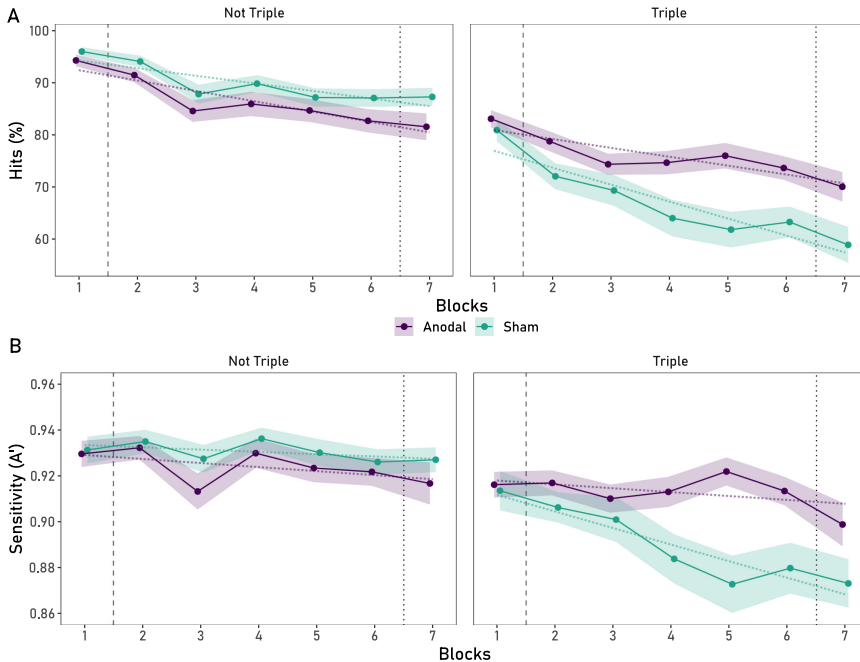 A
Not Triple
Triple
Hits (%)
100
90
80
70
60
1 2 3 4 5 6 7
1 2 3 4 5 6 7
Blocks
Anodal Sham
B
Not Triple
Triple
Sensitivity (A')
0.96
0.94
0.92
0.90
0.88
0.86
1 2 3 4 5 6 7
1 2 3 4 5 6 7
Blocks